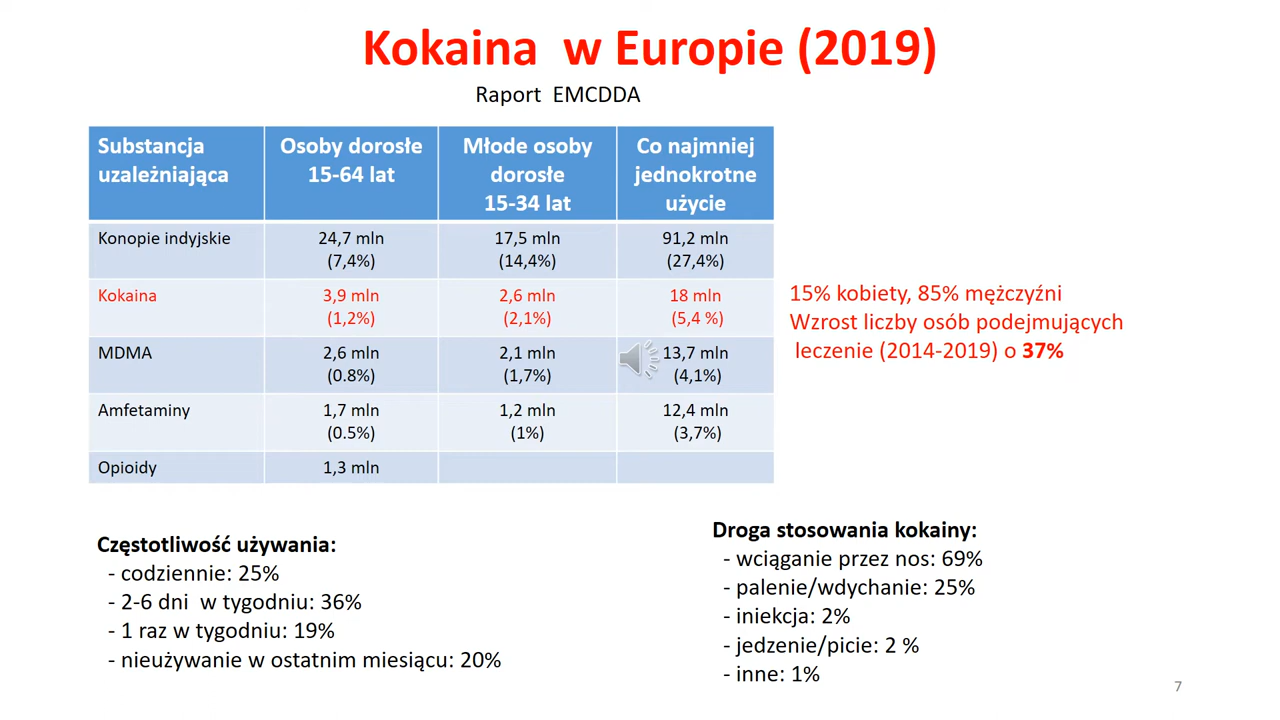 Kokaina w Europie (2019)
Raport EMCDDA
Substancja uzależniająca
Osoby dorosłe 15-64 lat
Młode osoby dorosłe 15-34 lat
Co najmniej jednokrotne użycie
Konopie indyjskie
24,7 mln (7,4%)
17,5 mln (14,4%)
91,2 mln (27,4%)
Kokaina
3,9 mln (1,2%)
2,6 mln (2,1%)
18 mln (5,4 %)
MDMA
2,6 mln (0.8%)
2,1 mln (1,7%)
13,7 mln (4,1%)
Amfetaminy
1,7 mln (0.5%)
1,2 mln (1%)
12,4 mln (3,7%)
Opioidy
1,3 mln
15% kobiety, 85% mężczyźni
Wzrost liczby osób podejmujących
leczenie (2014-2019) o 37%
Częstotliwość używania:
- codziennie: 25%
- 2-6 dni w tygodniu: 36%
- 1 raz w tygodniu: 19%
- nieużywanie w ostatnim miesiącu: 20%
Droga stosowania kokainy:
- wciąganie przez nos: 69%
- palenie/wdychanie: 25%
- iniekcja: 2%
- jedzenie/picie: 2 %
- inne: 1%
7